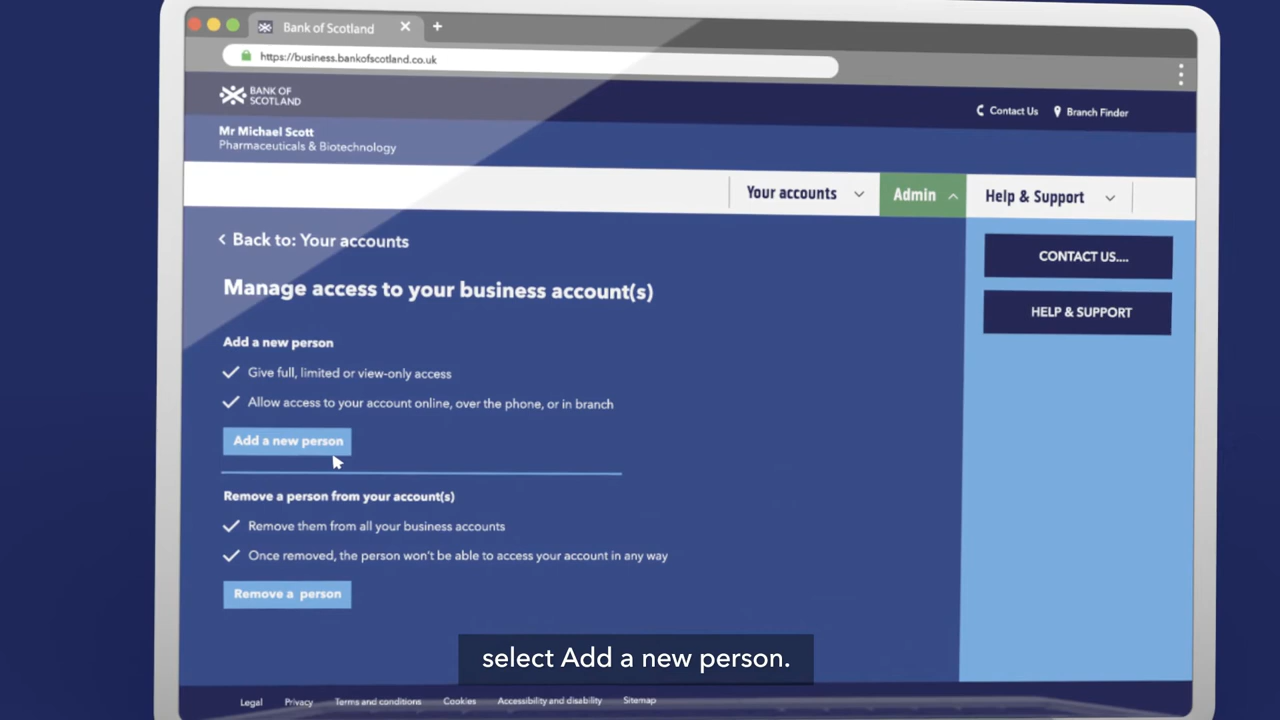 Bank of Scotland
https://business.bankofscotland.co.uk
BANK OF
SCOTLAND
Contact Us
Branch Finder
Mr Michael Scott
Pharmaceuticals & Biotechnology
Your accounts
Admin
Help & Support
Back to: Your accounts
CONTACT US....
Manage access to your business account(s)
HELP & SUPPORT
Add a new person
Give full, limited or view-only access
Allow access to your account online, over the phone, or in branch
Add a new person
Remove a person from your account(s)
Remove them from all your business accounts
Once removed, the person won't be able to access your account in any way
Remove a person
select Add a new person.
Legal
Privacy
Terms and conditions
Cookies
Accessibility and disability
Sitemap